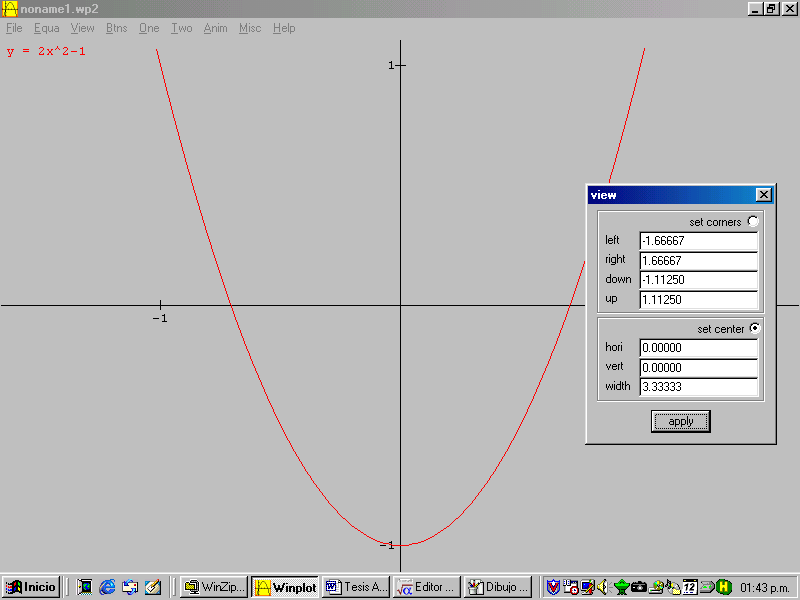 noname1.wp2
File Equa View Btns One Two Anim Misc Help
y = 2x^2-1
1
-1
-1
view
set corners
left -1.66667
right 1.66667
down -1.11250
up 1.11250
set center
hori 0.00000
vert 0.00000
width 3.33333
apply
Inicio WinZip... Winplot Tesis A... Editor ... Dibujo ... 12 H 01:43 p.m.